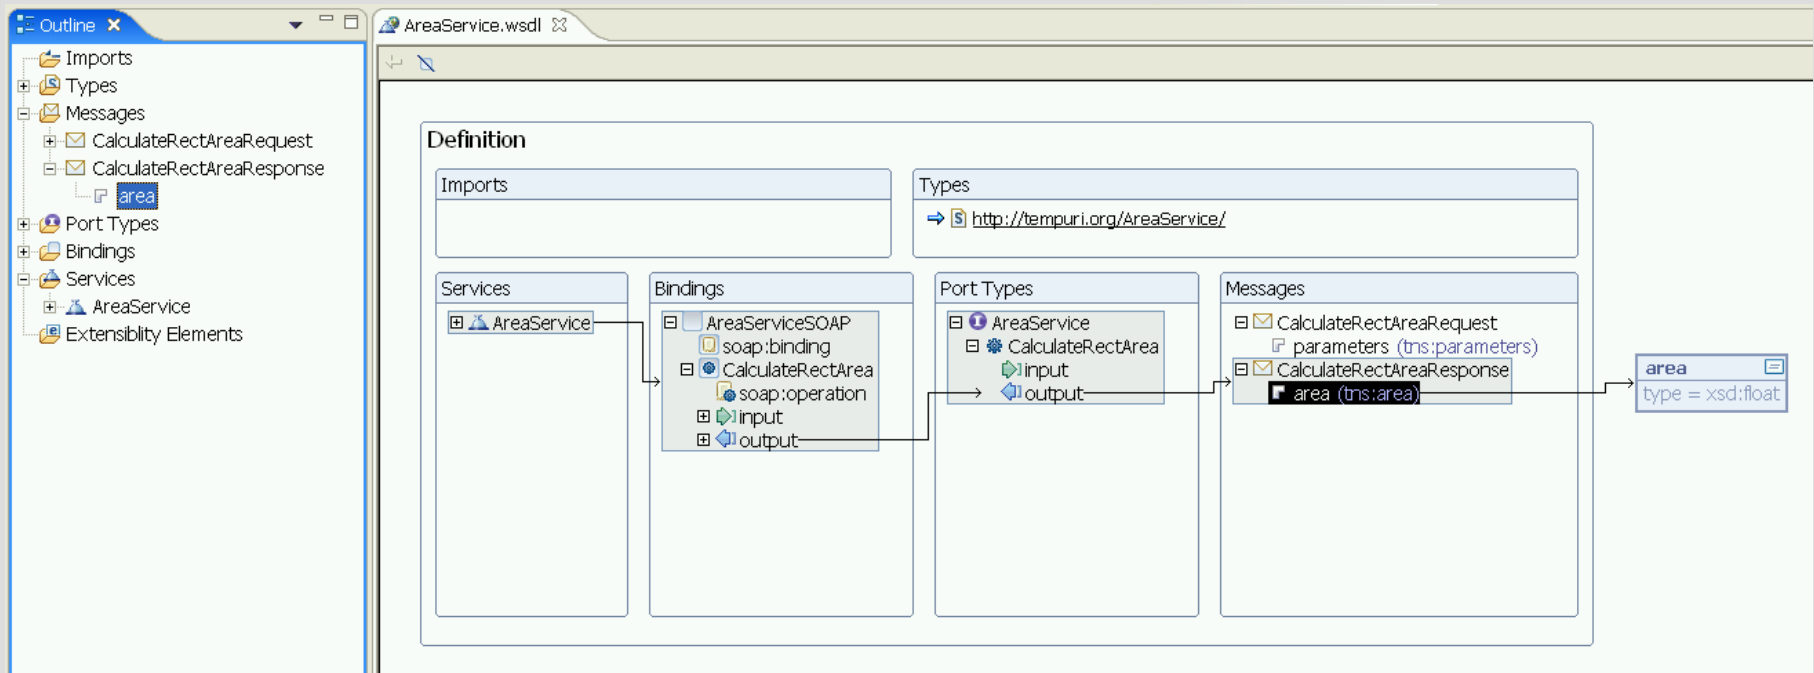 Outline
Imports
Types
Messages
CalculateRectAreaRequest
CalculateRectAreaResponse
area
Port Types
Bindings
Services
AreaService
Extensiblity Elements
AreaService.wsdl
Definition
Imports
Types
http://tempuri.org/AreaService/
Services
AreaService
Bindings
AreaServiceSOAP
soap:binding
CalculateRectArea
soap:operation
input
output
Port Types
AreaService
CalculateRectArea
input
output
Messages
CalculateRectAreaRequest
parameters (tns:parameters)
CalculateRectAreaResponse
area (tns:area)
area
type = xsd:float